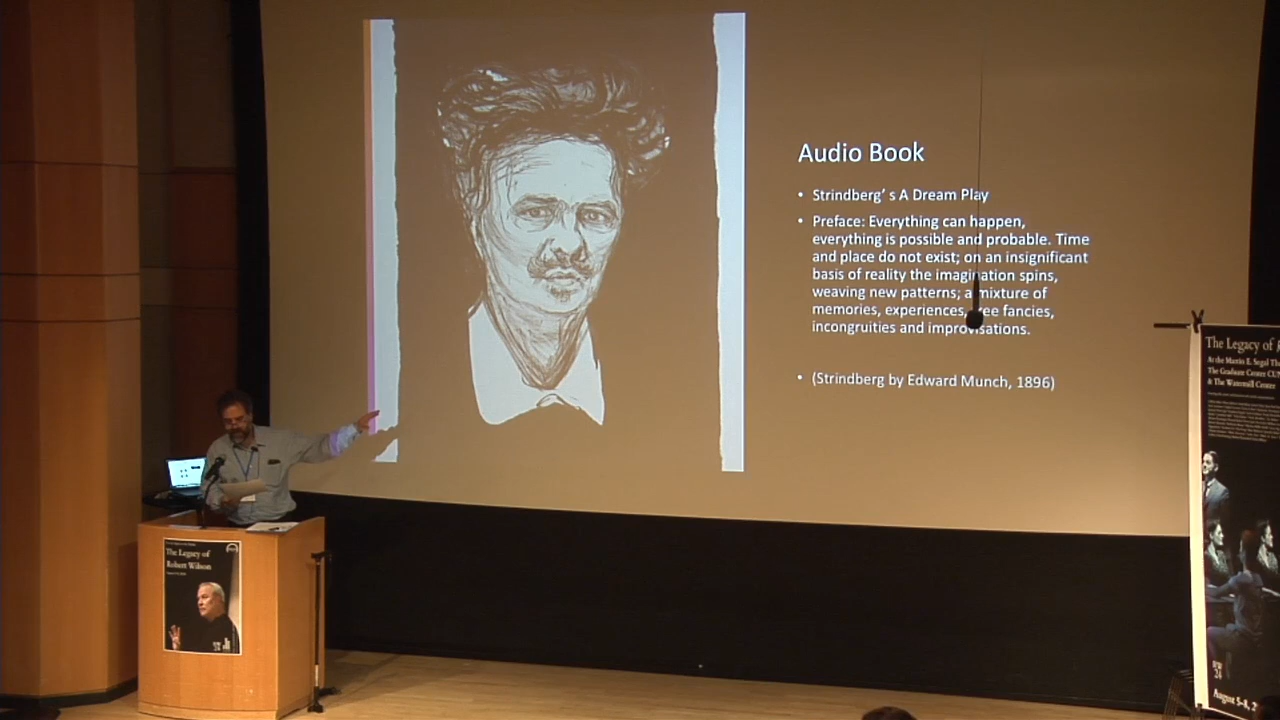 Audio Book
• Strindberg' s A Dream Play
• Preface: Everything can happen,
everything is possible and probable. Time
and place do not exist; on an insignificant
basis of reality the imagination spins,
weaving new patterns; a mixture of
memories, experiences, free fancies,
incongruities and improvisations.
• (Strindberg by Edward Munch, 1896)
The Legacy of
Robert Wilson
The Legacy of
At the Martin E. Segal
The Graduate Center
& The Watermill Center
August 5-8,